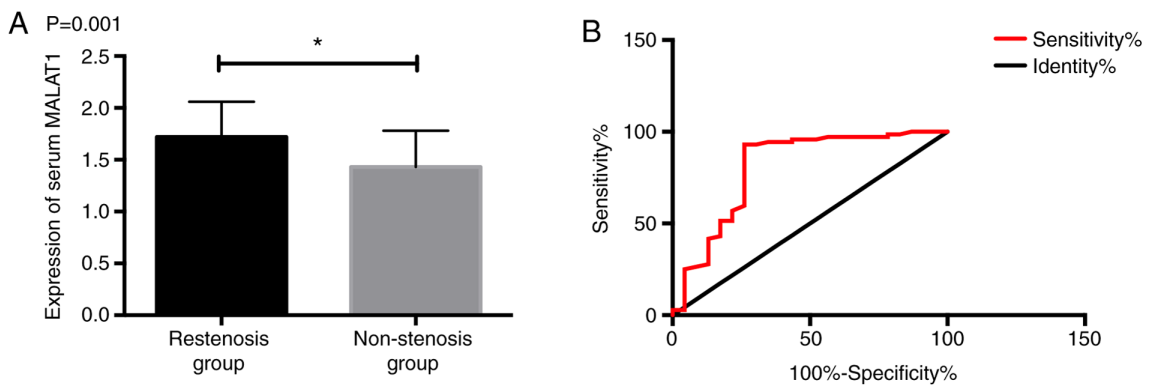 A
P=0.001
*
Expression of serum MALAT1
2.5
2.0
1.5
1.0
0.5
0.0
Restenosis
group
Non-stenosis
group
B
Sensitivity%
Identity%
Sensitivity%
150
100
50
0
0
50
100
150
100%-Specificity%